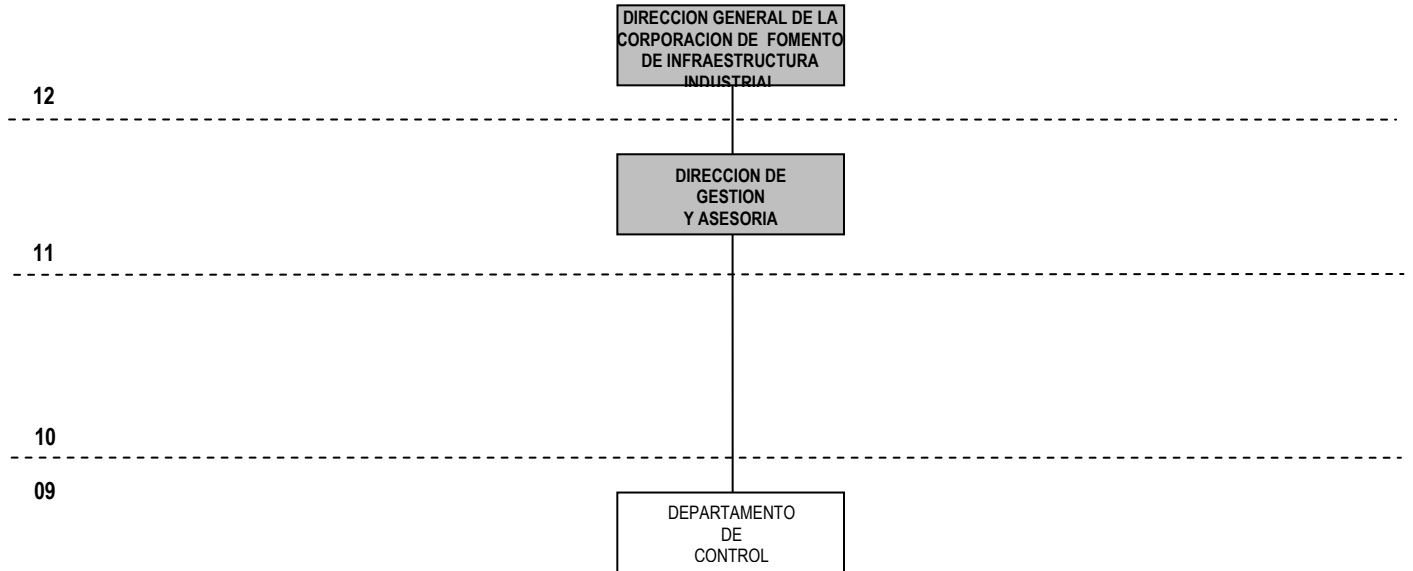 DIRECCION GENERAL DE LA
CORPORACION DE FOMENTO
DE INFRAESTRUCTURA
INDUSTRIAL
12
DIRECCION DE
GESTION
Y ASESORIA
11
10
09
DEPARTAMENTO
DE
CONTROL